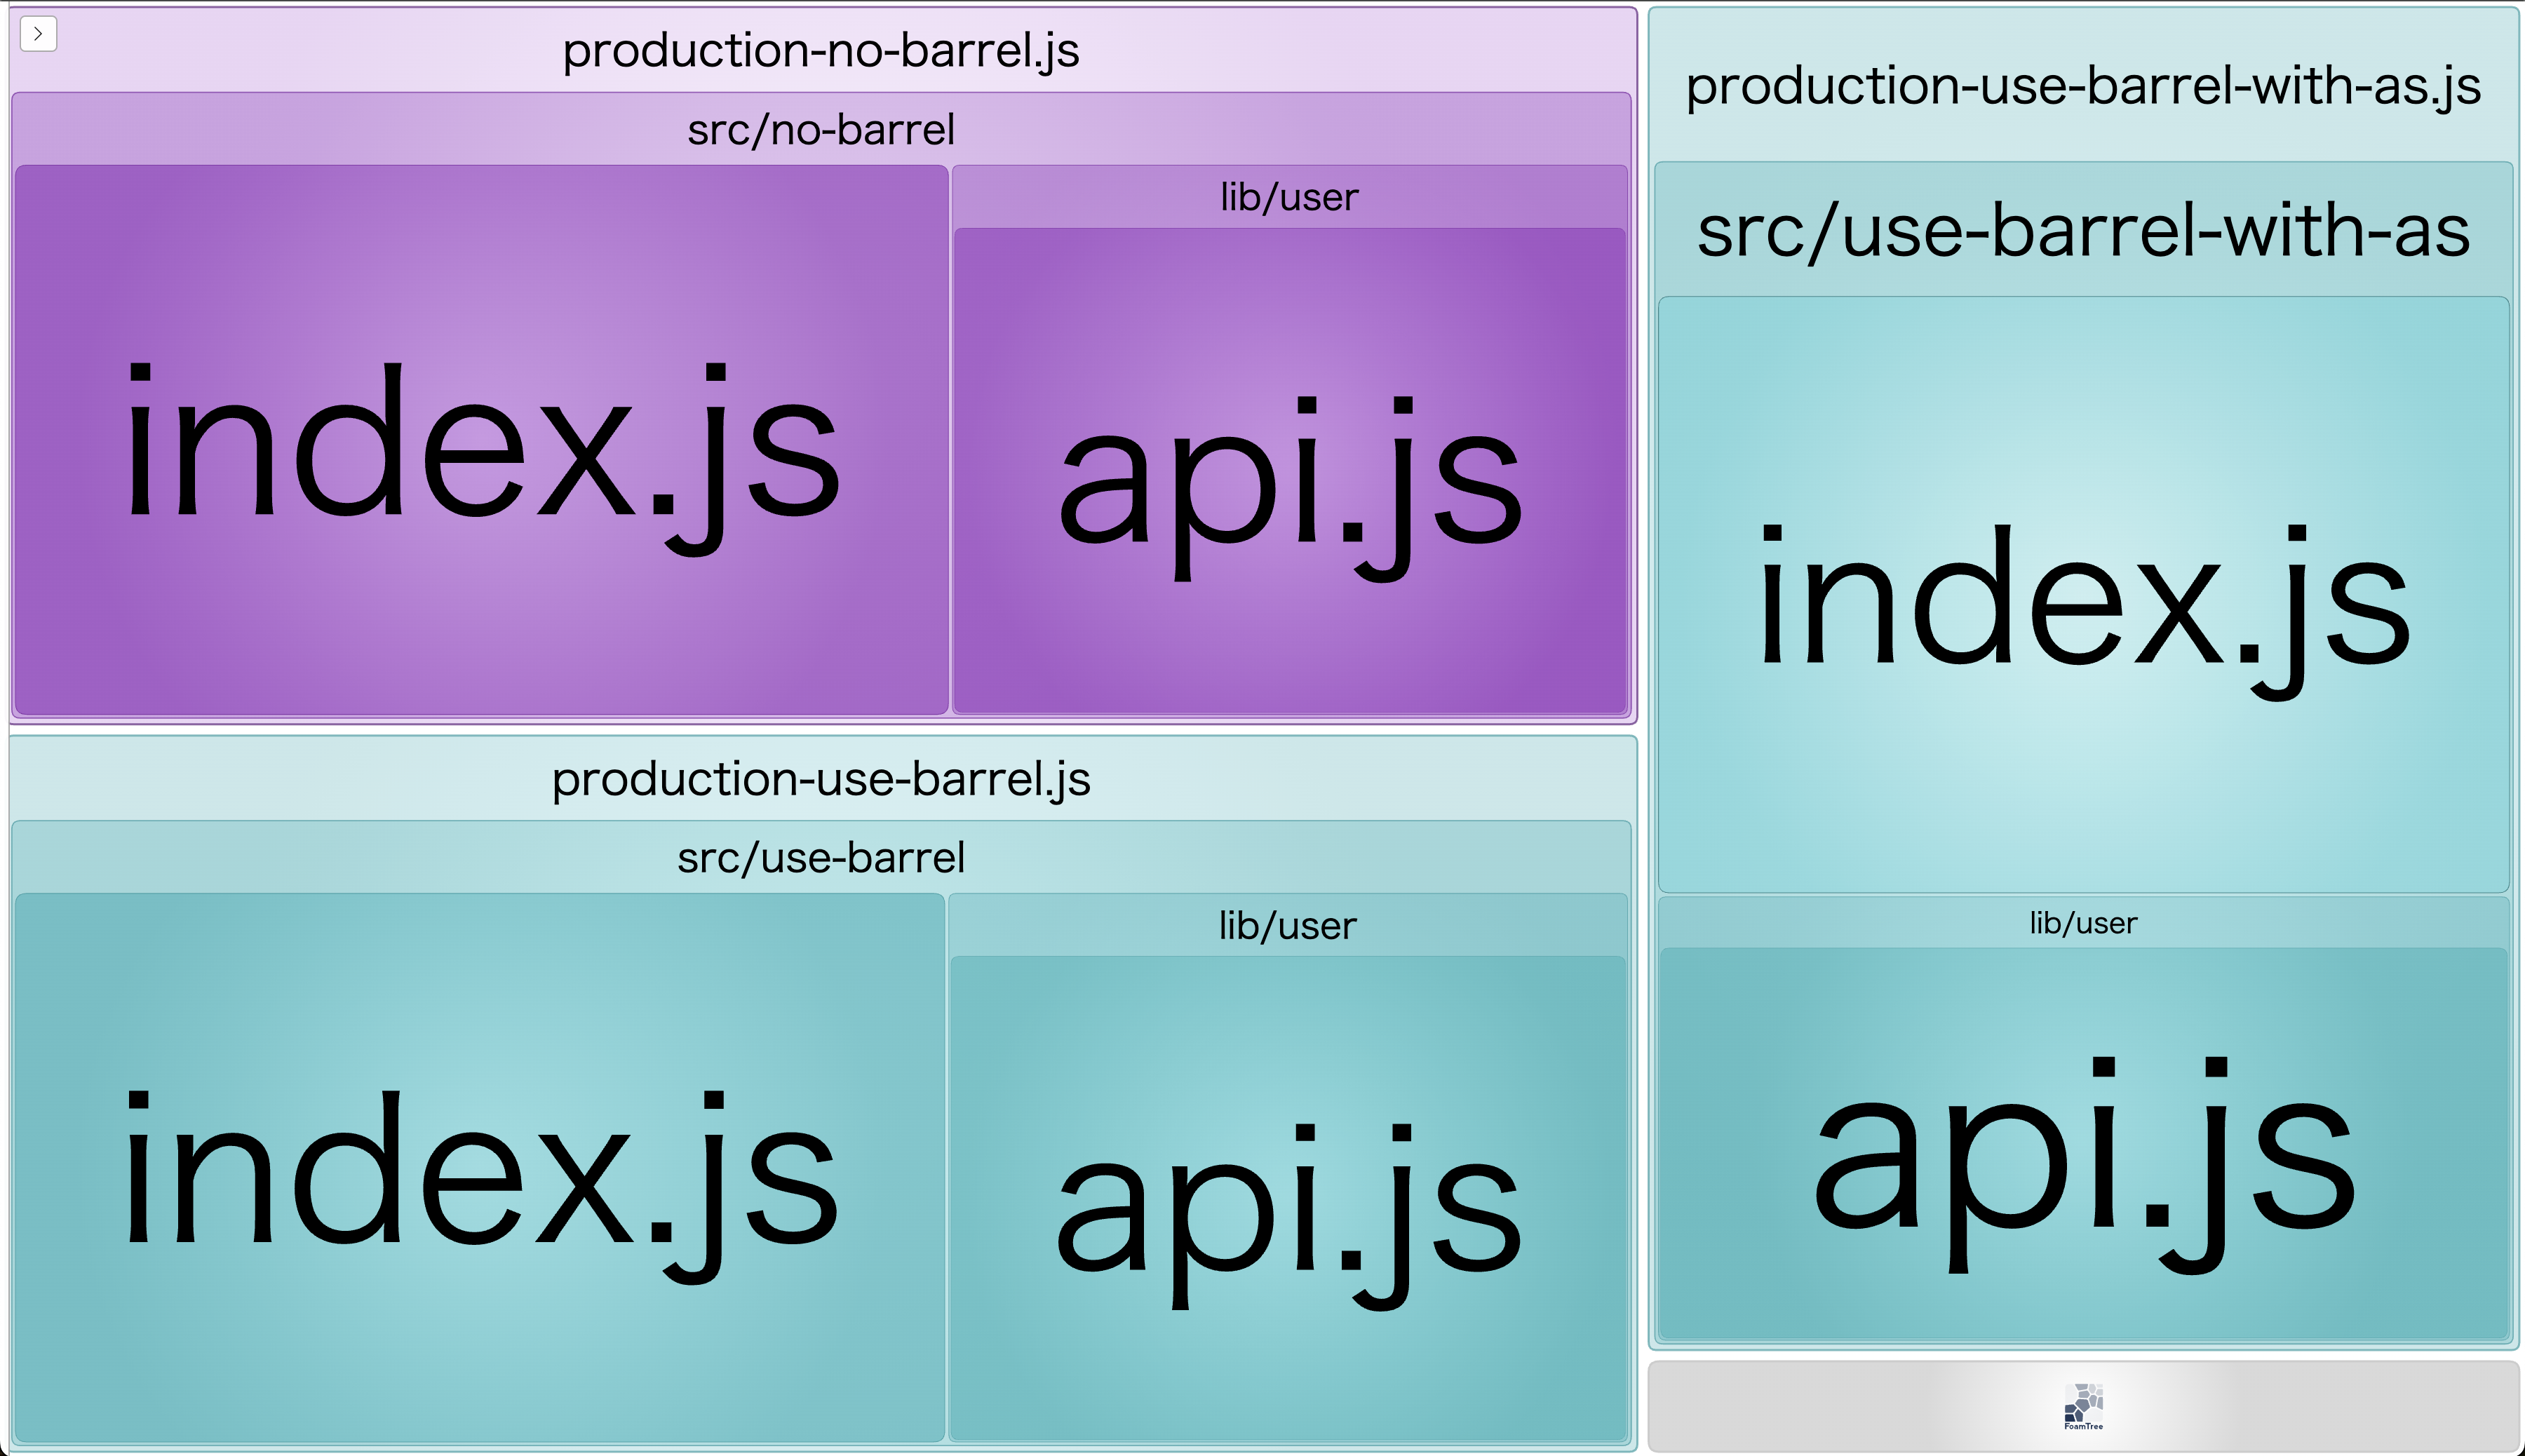 production-no-barrel.js
src/no-barrel
index.js
lib/user
api.js
production-use-barrel.js
src/use-barrel
index.js
lib/user
api.js
production-use-barrel-with-as.js
src/use-barrel-with-as
index.js
lib/user
api.js
FoamTree